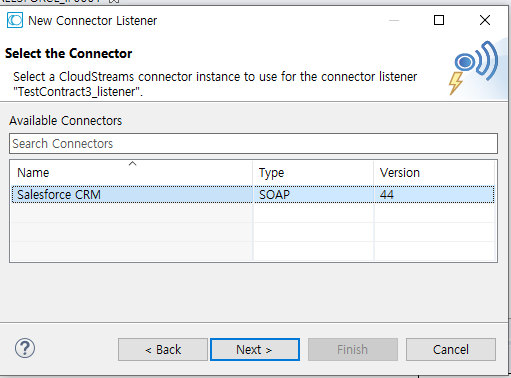 New Connector Listener
Select the Connector
Select a CloudStreams connector instance to use for the connector listener
"TestContract3_listener".
Available Connectors
Search Connectors
Name Type Version
Salesforce CRM SOAP 44
< Back Next > Finish Cancel